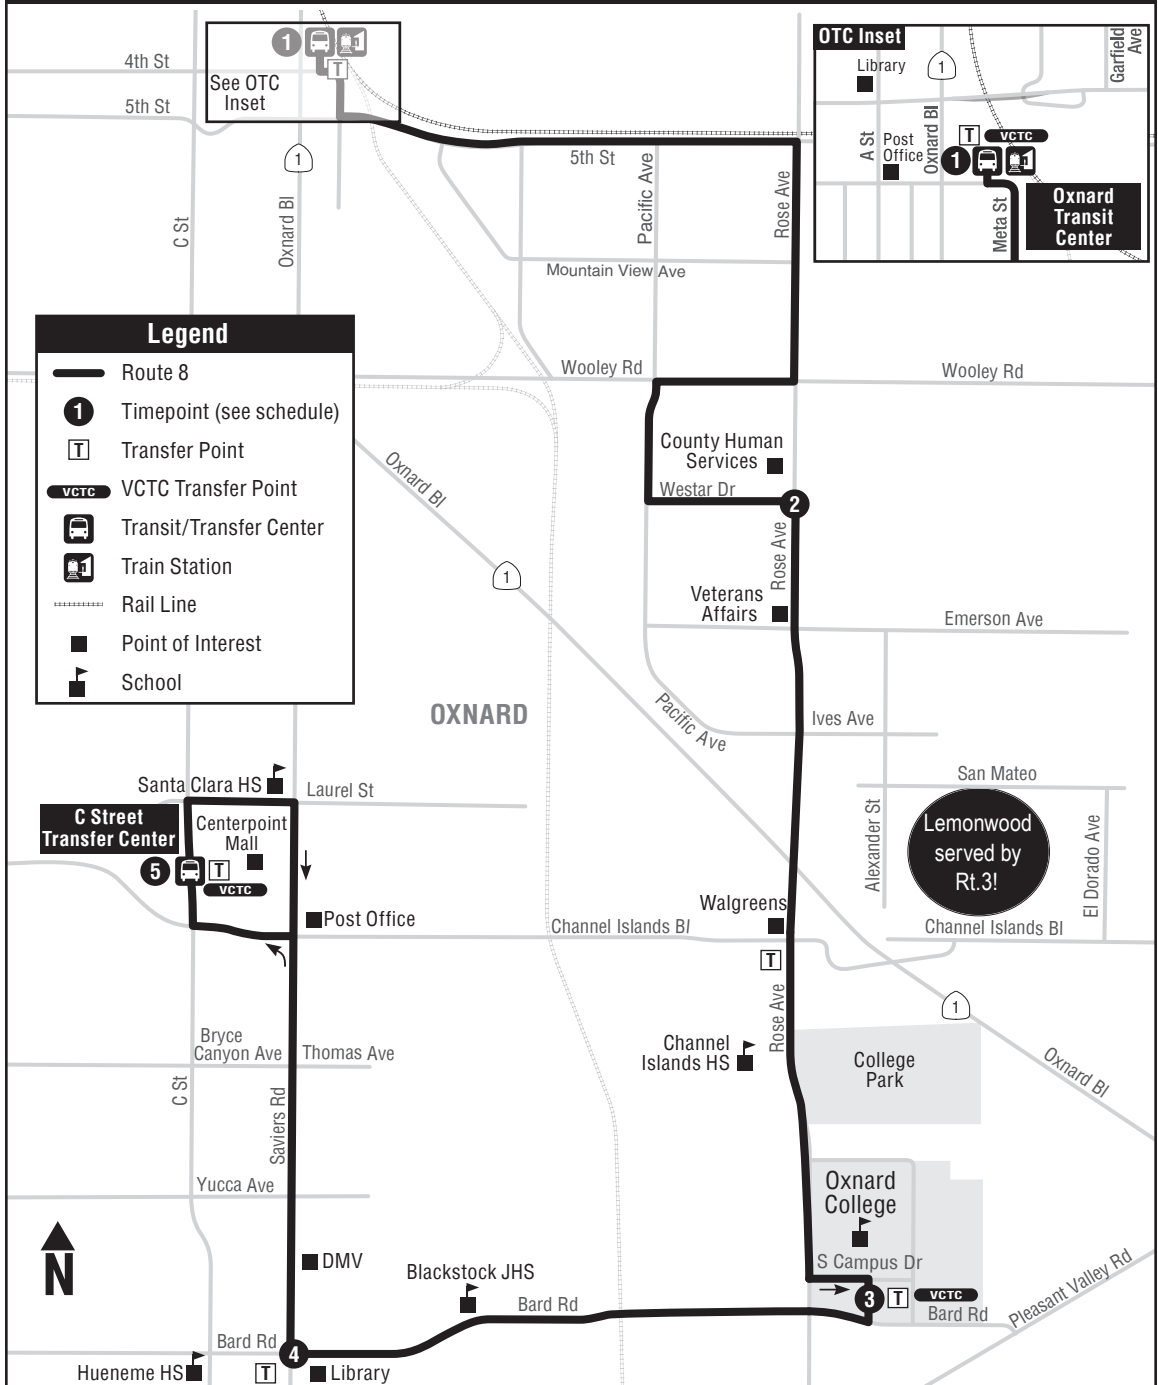 1
4th St
See OTC
Inset
T
5th St
1
C St
Oxnard Bl
5th St
Pacific Ave
Rose Ave
Mountain View Ave
OTC Inset
Library
1
Garfield
Ave
A St
Post
Office
Oxnard Bl
T
VCTC
1
Meta St
Oxnard
Transit
Center
Legend
Route 8
1
Timepoint (see schedule)
T
Transfer Point
VCTC
VCTC Transfer Point
Transit/Transfer Center
Train Station
Rail Line
Point of Interest
School
Wooley Rd
Wooley Rd
County Human
Services
Westar Dr
2
Oxnard Bl
1
Rose Ave
Veterans
Affairs
Emerson Ave
OXNARD
Pacific Ave
Ives Ave
San Mateo
Santa Clara HS
Laurel St
C Street
Transfer Center
Centerpoint
Mall
5
T
VCTC
Post Office
Alexander St
Lemonwood
served by
Rt.3!
El Dorado Ave
Walgreens
Channel Islands Bl
Channel Islands Bl
T
Rose Ave
1
Bryce
Canyon Ave
Thomas Ave
C St
Saviers Rd
Channel
Islands HS
College
Park
Oxnard Bl
Yucca Ave
Oxnard
College
N
DMV
S Campus Dr
Blackstock JHS
Bard Rd
3
T
VCTC
Bard Rd
Pleasant Valley Rd
Bard Rd
4
Hueneme HS
T
Library